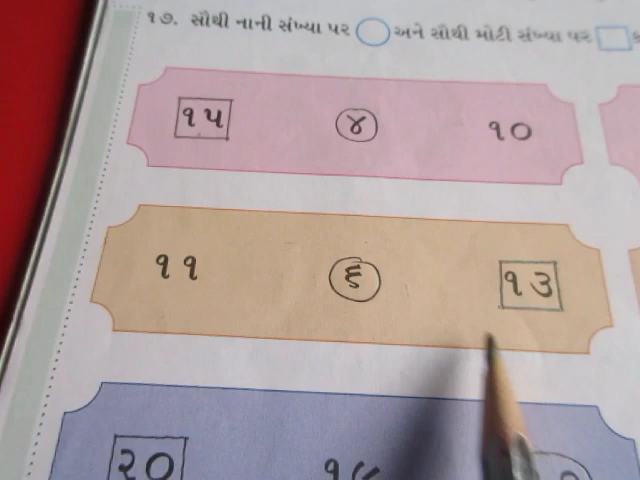 ૧૭. સૌથી નાની સંખ્યા પર અને સૌથી મોટી સંખ્યા પર
૧૫ ૪ ૧૦
૧૧ ૬ ૧૩
૨૦